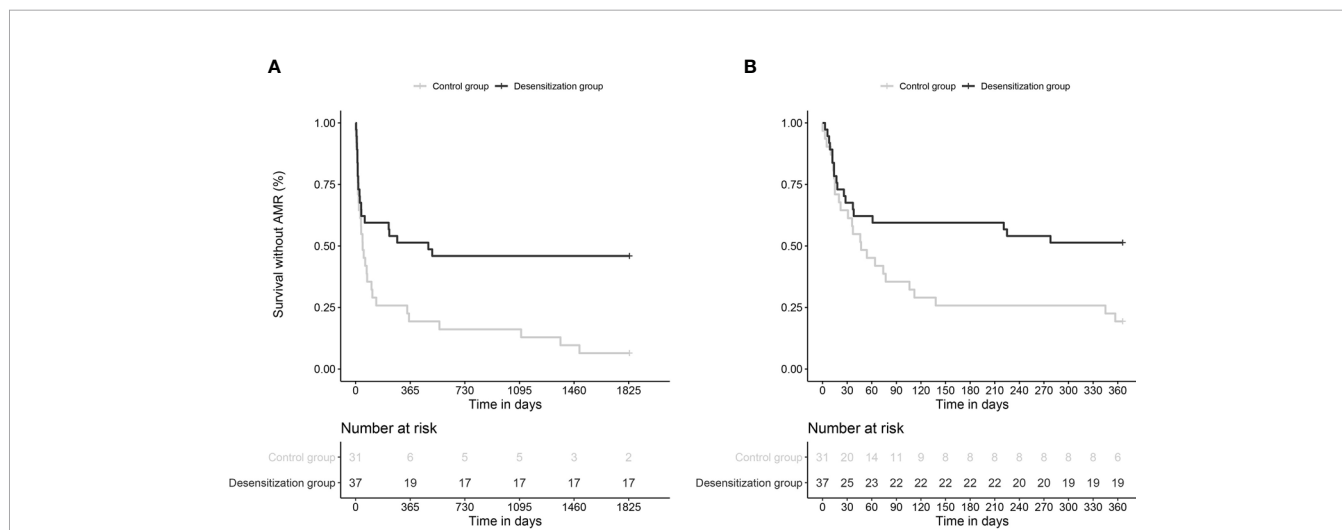 A
Control group Desensitization group
Survival without AMR (%)
1.00
0.75
0.50
0.25
0.00
0 365 730 1095 1460 1825
Time in days
Number at risk
Control group 31 6 5 5 3 2
Desensitization group 37 19 17 17 17 17
0 365 730 1095 1460 1825
Time in days
B
Control group Desensitization group
1.00
0.75
0.50
0.25
0.00
0 30 60 90 120 150 180 210 240 270 300 330 360
Time in days
Number at risk
Control group 31 20 14 11 9 8 8 8 8 8 8 8 6
Desensitization group 37 25 23 22 22 22 22 22 20 20 19 19 19
0 30 60 90 120 150 180 210 240 270 300 330 360
Time in days